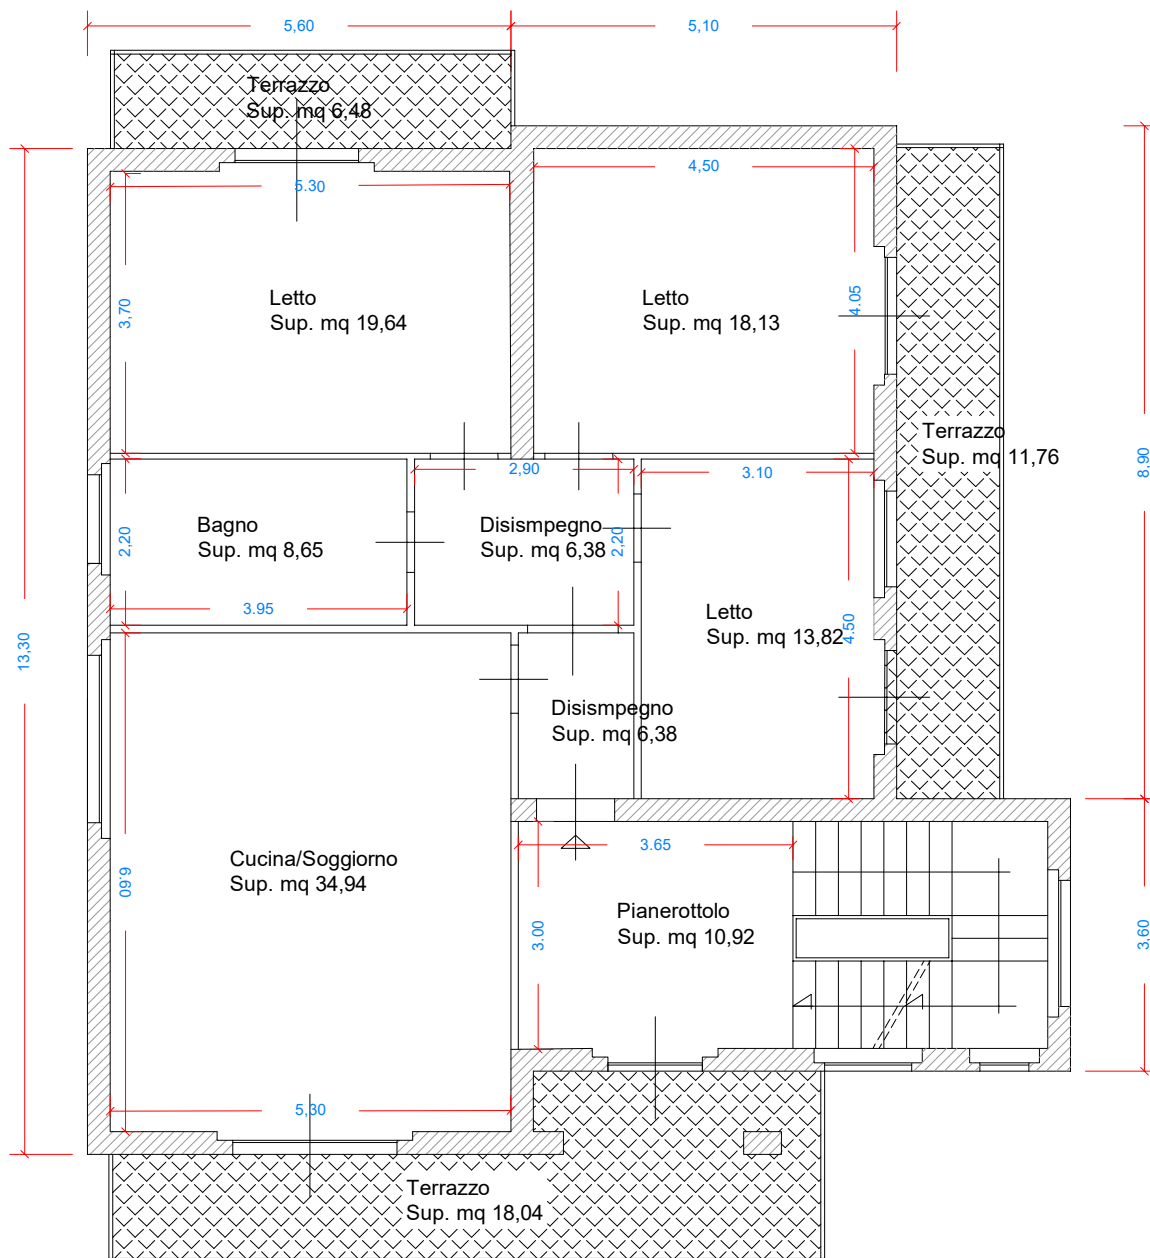 5,60
5,10
Terrazzo
Sup. mq 6,48
4,50
5.30
Letto
Sup. mq 19,64
3,70
Letto
Sup. mq 18,13
4.05
Terrazzo
Sup. mq 11,76
8,90
2,90
3.10
Bagno
Sup. mq 8,65
2,20
Disismpegno
Sup. mq 6,38
2,20
3.95
Letto
Sup. mq 13,82
4.50
13,30
Disismpegno
Sup. mq 6,38
3.65
Cucina/Soggiorno
Sup. mq 34,94
6.60
Pianerottolo
Sup. mq 10,92
3.00
3,60
5,30
Terrazzo
Sup. mq 18,04